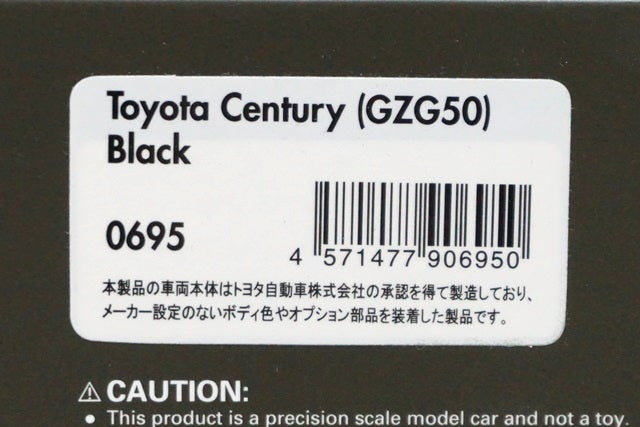 Toyota Century (GZG50)
Black
0695
4 571477 906950
本製品の車両本体はトヨタ自動車株式会社の承認を得て製造しており、
メーカー設定のないボディ色やオプション部品を装着した製品です。
⚠ CAUTION:
● This product is a precision scale model car and not a toy.